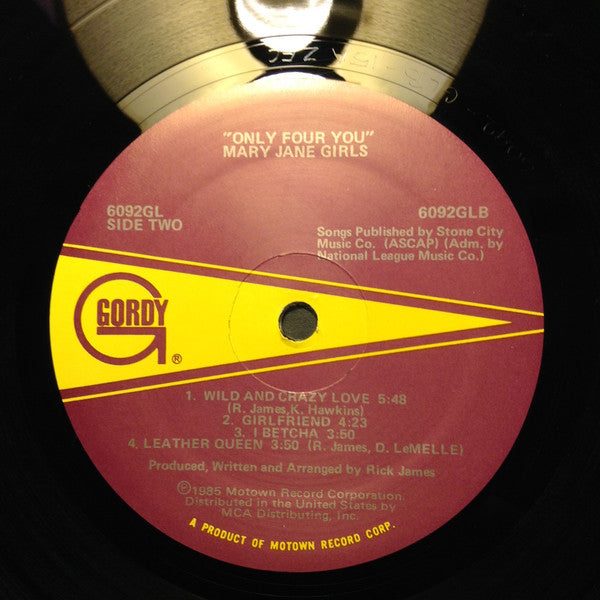 "ONLY FOUR YOU"
MARY JANE GIRLS
6092GL
SIDE TWO
6092GLB
Songs Published by Stone City
Music Co. (ASCAP) (Adm. by
National League Music Co.)
GORDY
®
1. WILD AND CRAZY LOVE 5:48
(R. James,K. Hawkins)
2. GIRLFRIEND 4:23
3. I BETCHA 3:50
4. LEATHER QUEEN 3:50 (R. James, D. LeMELLE)
Produced, Written and Arranged by Rick James
Ⓟ1985 Motown Record Corporation.
Distributed in the United States by
MCA Distributing, Inc.
A PRODUCT OF MOTOWN RECORD CORP.